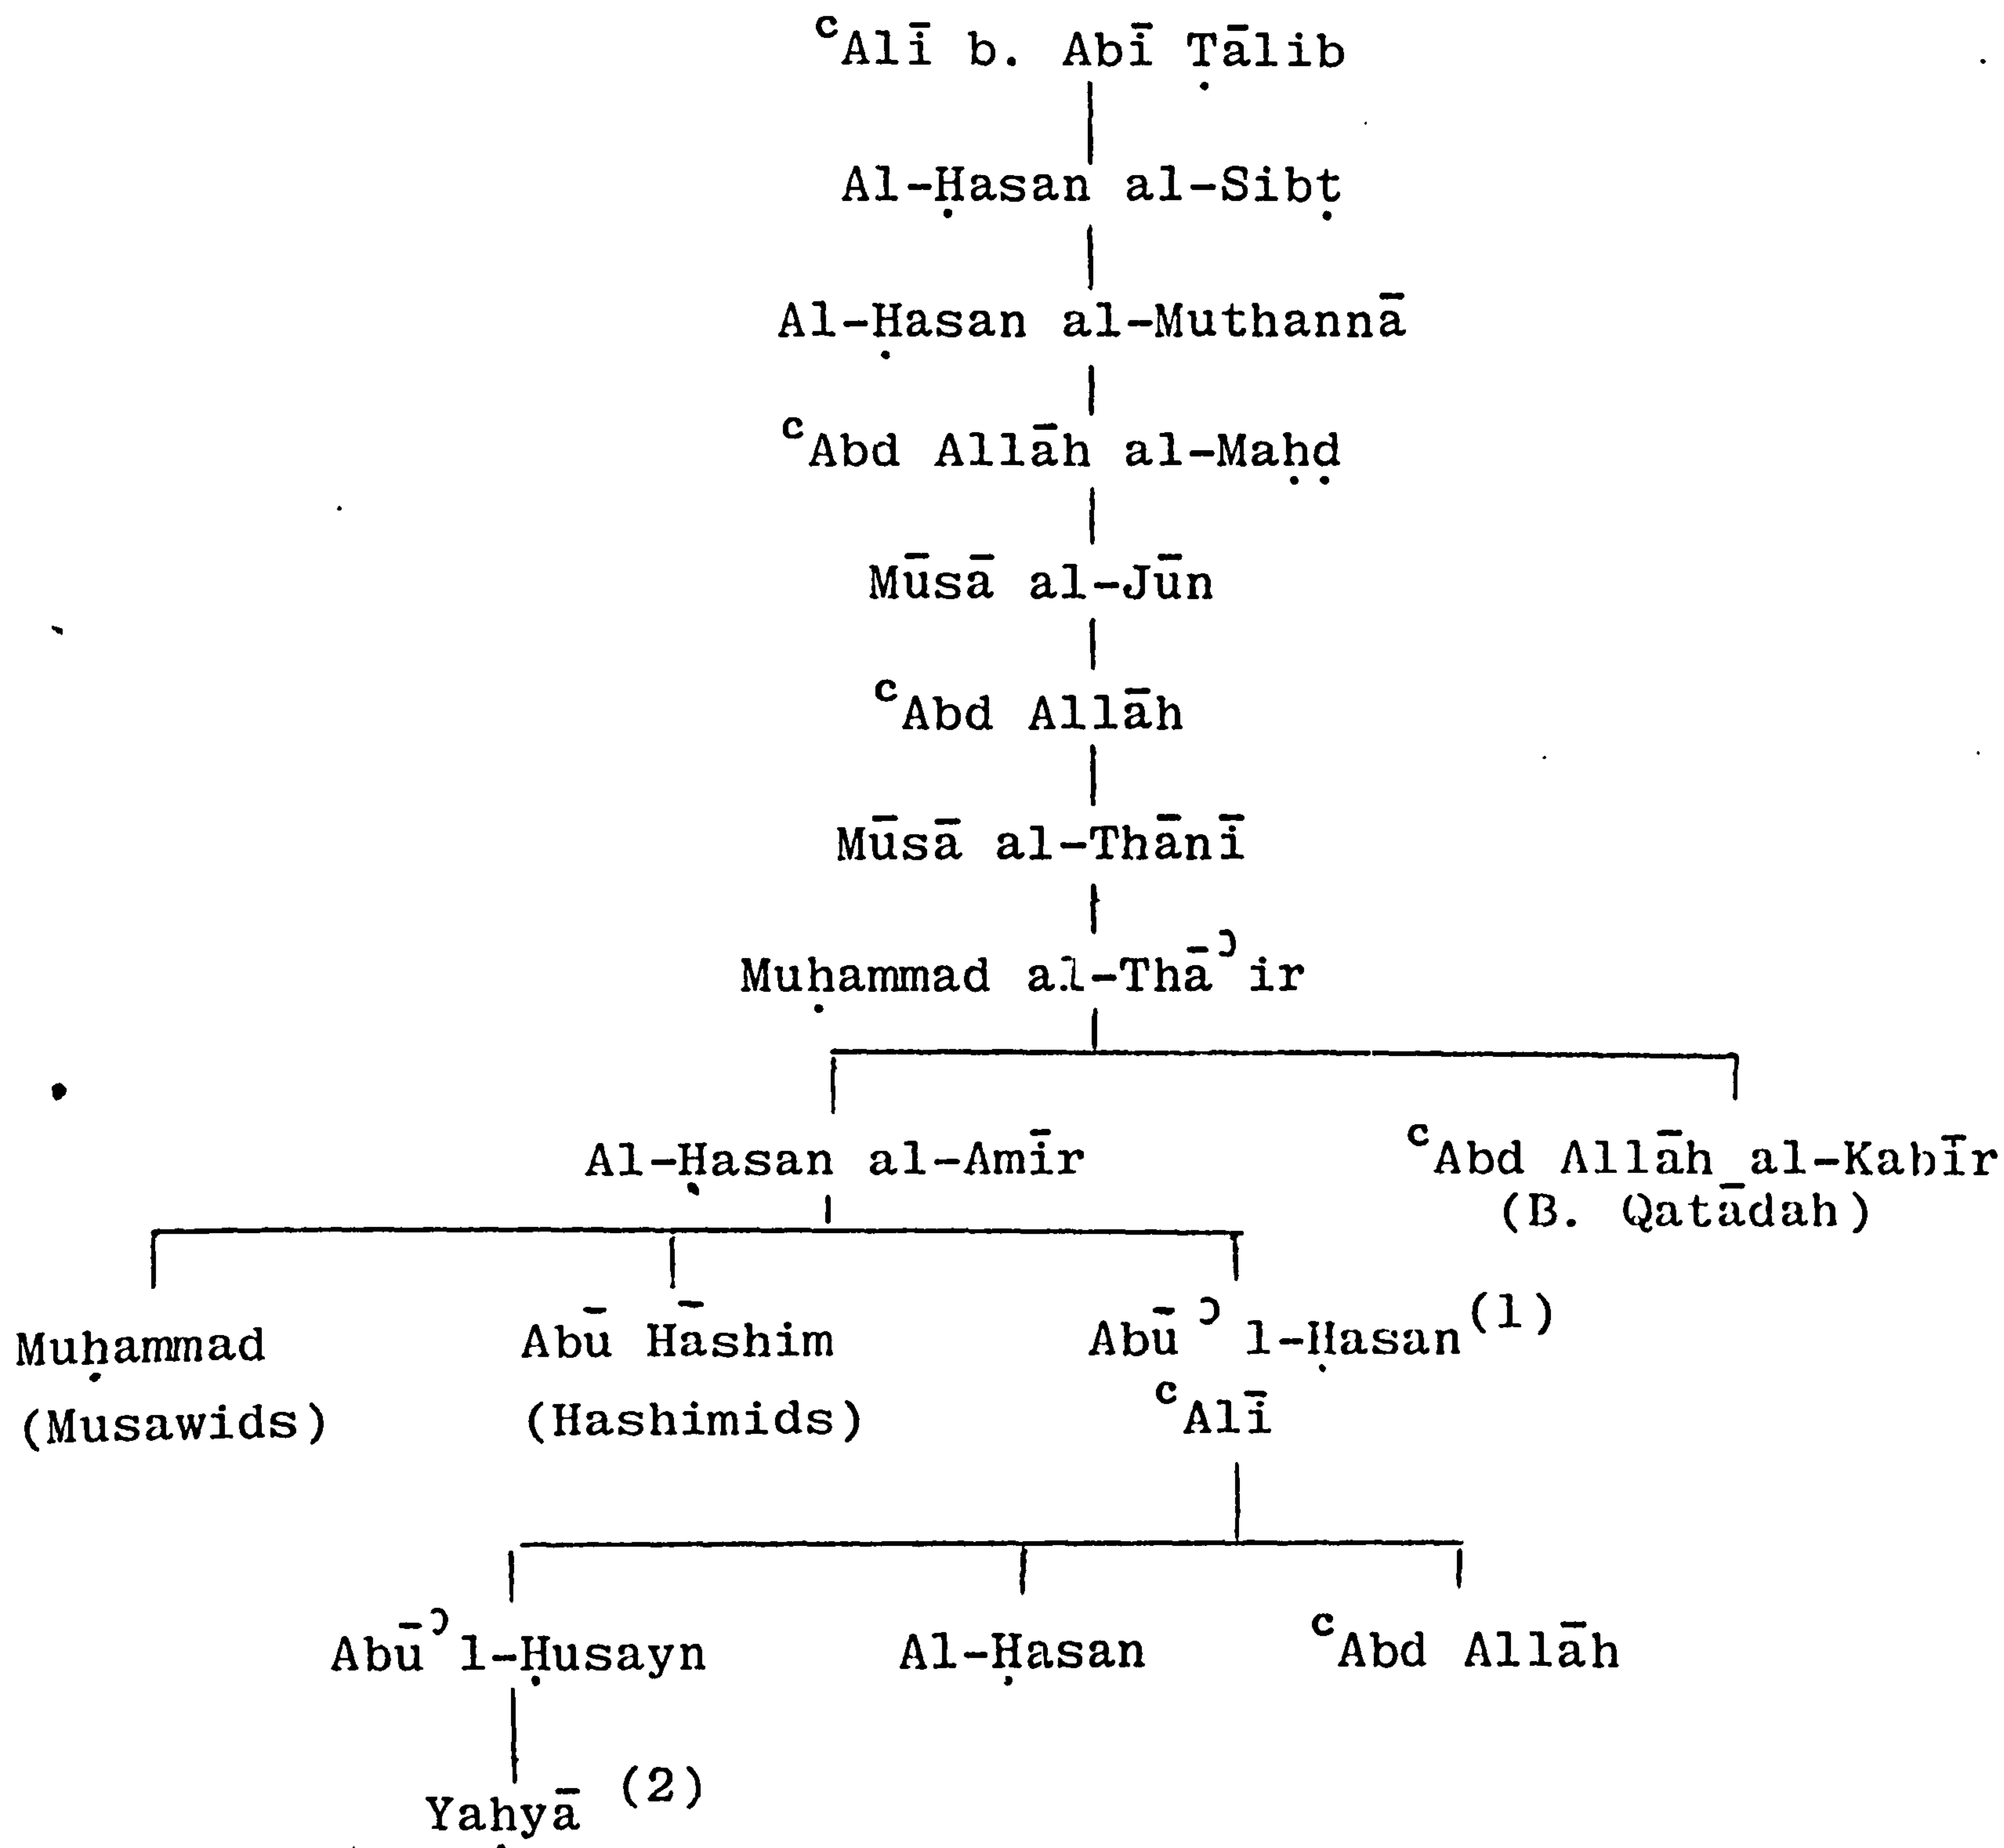 ᶜAlī b. Abī Ṭālib
Al-Ḥasan al-Sibṭ
Al-Ḥasan al-Muthannā
ᶜAbd Allāh al-Maḥḍ
Mūsā al-Jūn
ᶜAbd Allāh
Mūsā al-Thānī
Muḥammad al-Thāʾir
Al-Ḥasan al-Amīr
ᶜAbd Allāh al-Kabīr
(B. Qatādah)
Muḥammad
(Musawids)
Abū Hāshim
(Hashimids)
Abūʾ l-Ḥasan(1)
ᶜAlī
Abūʾl-Ḥusayn
Al-Ḥasan
ᶜAbd Allāh
Yahyā (2)